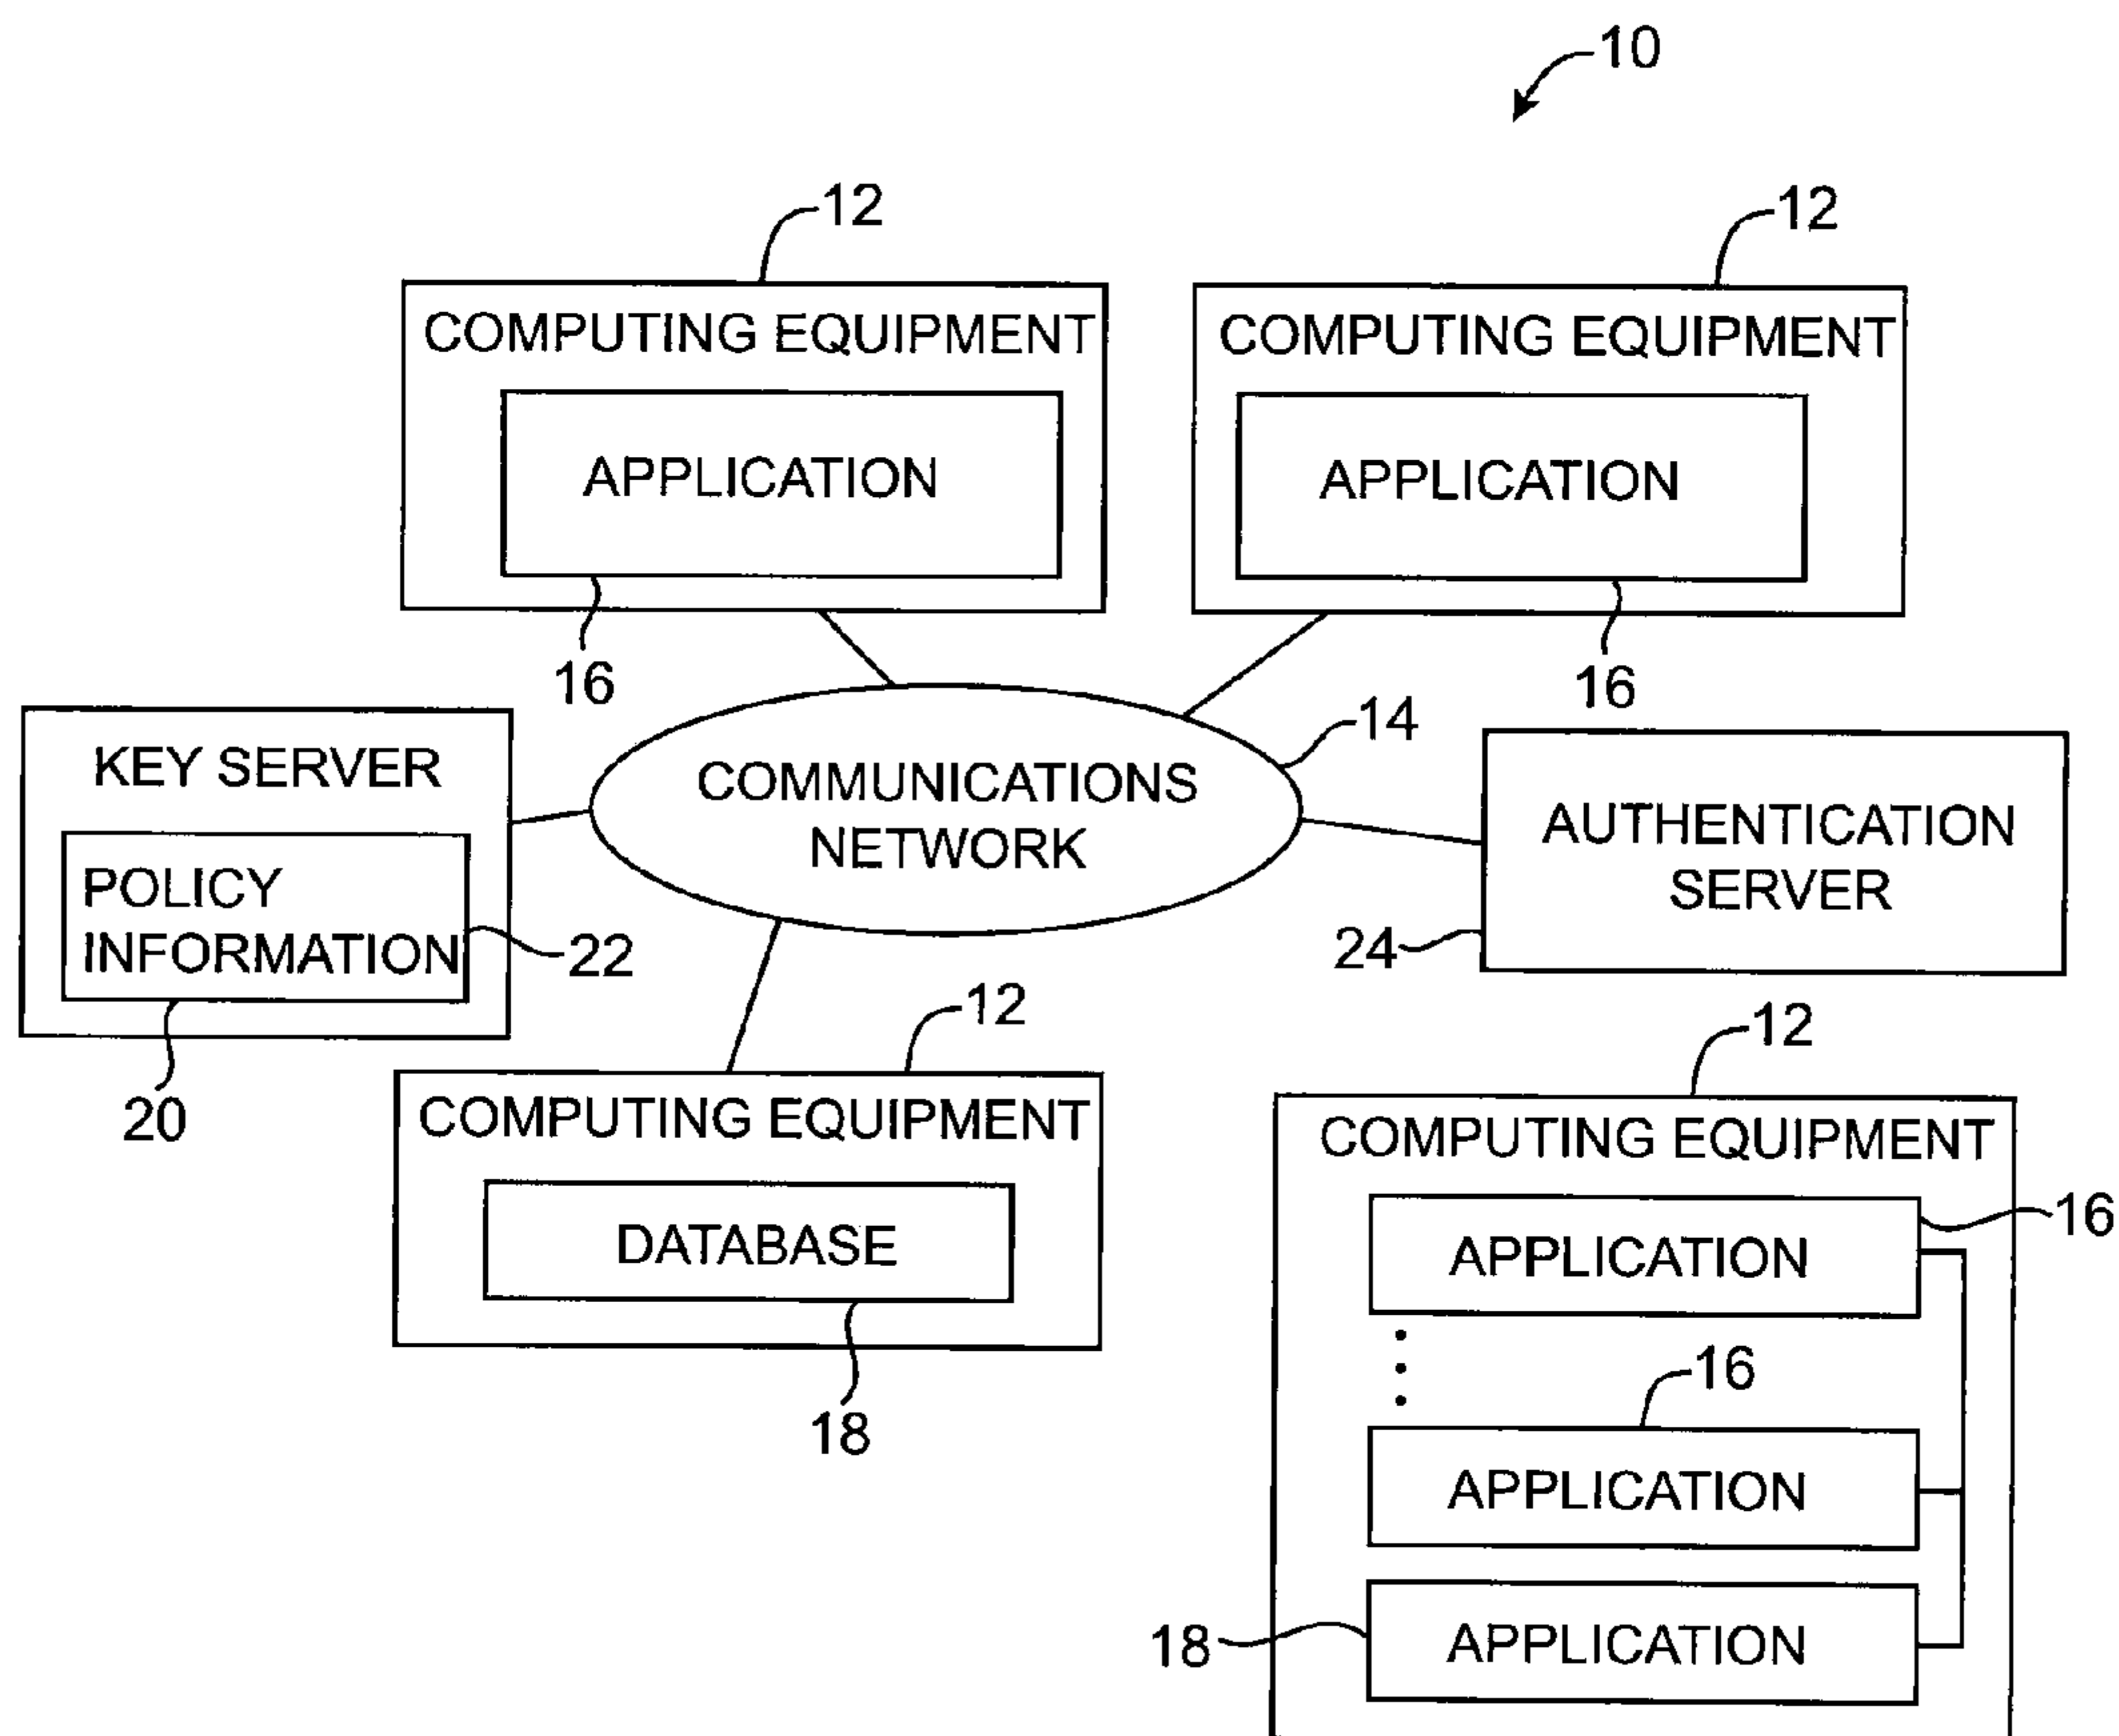 10
12
12
COMPUTING EQUIPMENT
COMPUTING EQUIPMENT
APPLICATION
APPLICATION
16
16
14
KEY SERVER
COMMUNICATIONS
NETWORK
AUTHENTICATION
SERVER
POLICY
INFORMATION
22
24
20
12
12
COMPUTING EQUIPMENT
COMPUTING EQUIPMENT
DATABASE
APPLICATION
16
18
16
APPLICATION
18
APPLICATION